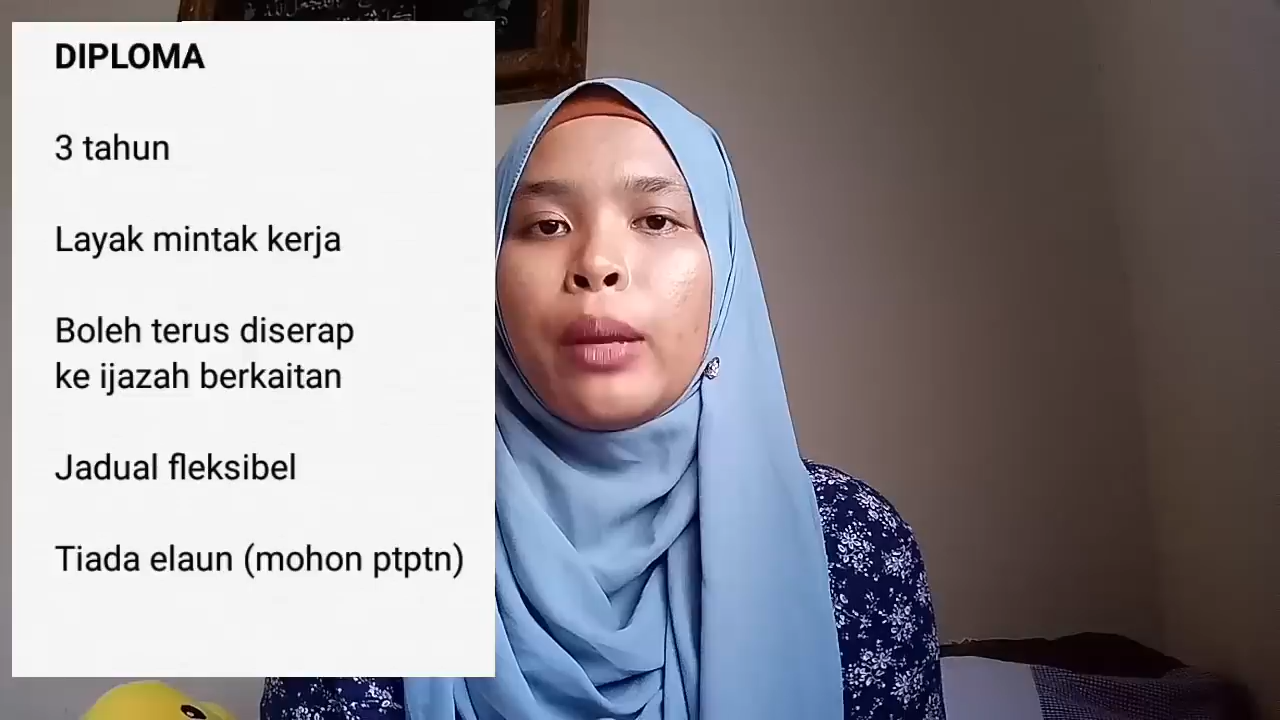 DIPLOMA
3 tahun
Layak mintak kerja
Boleh terus diserap
ke ijazah berkaitan
Jadual fleksibel
Tiada elaun (mohon ptptn)